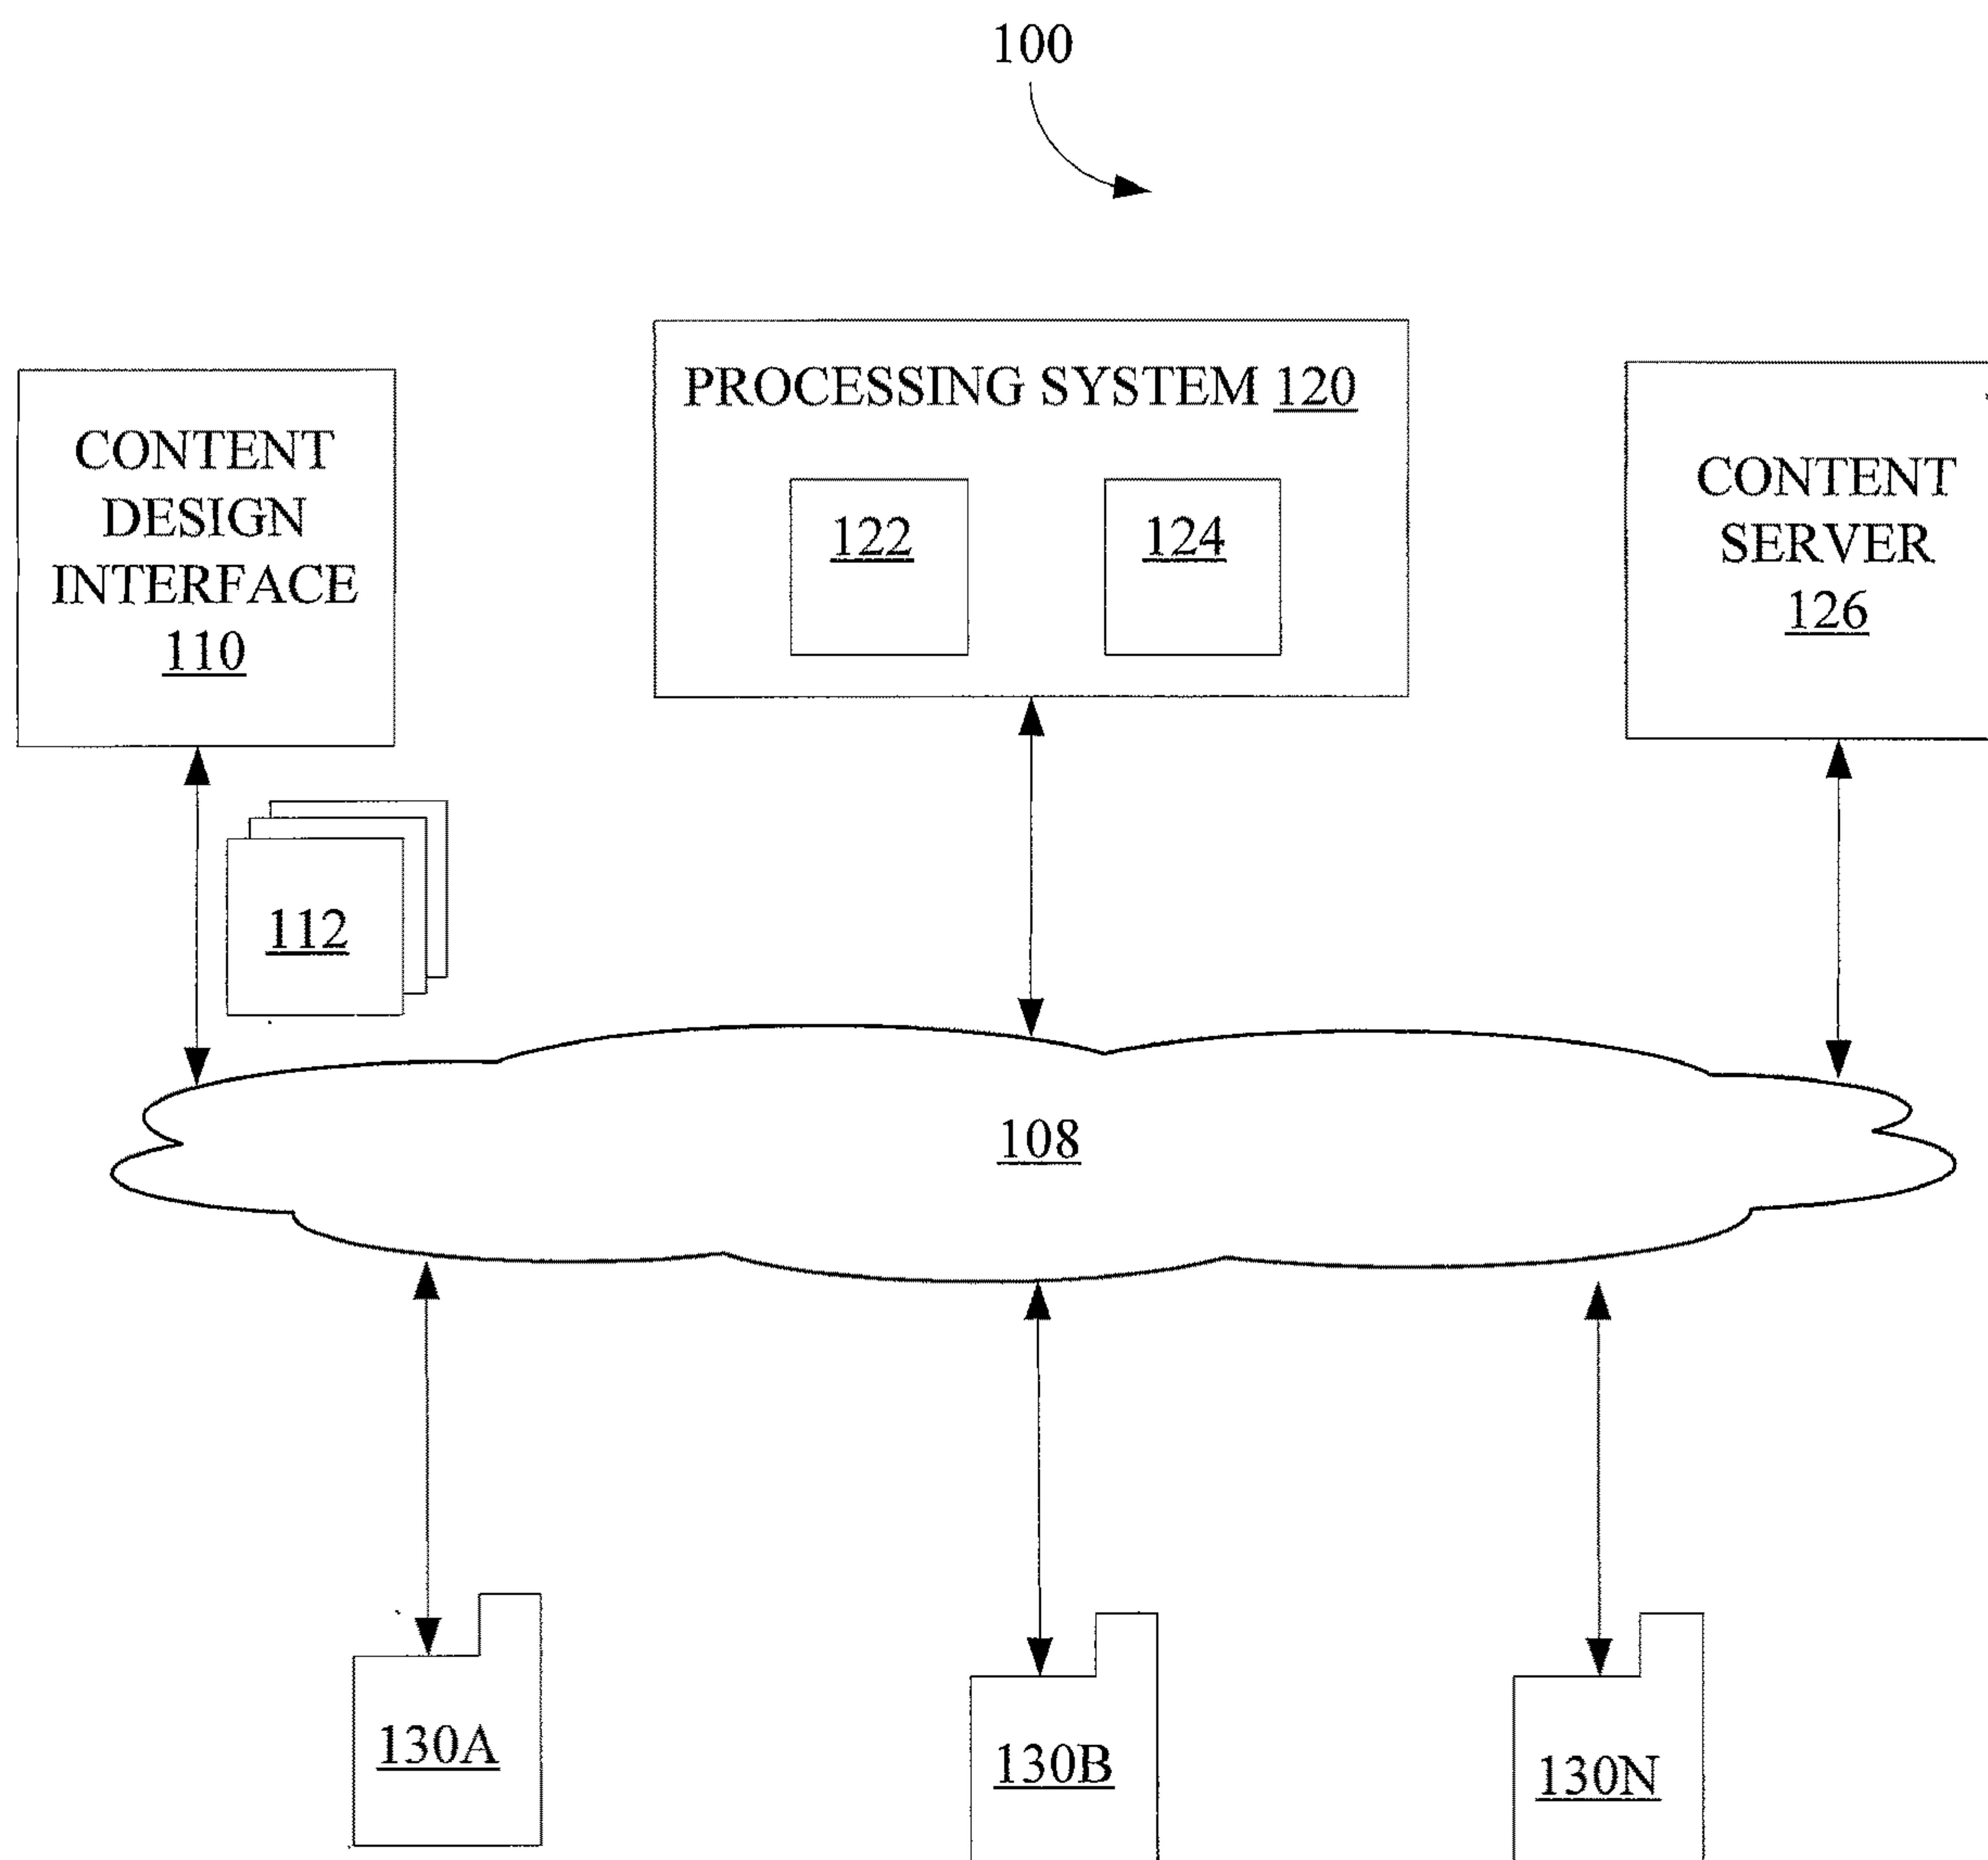 100
CONTENT
DESIGN
INTERFACE
110
PROCESSING SYSTEM 120
122
124
CONTENT
SERVER
126
112
108
130A
130B
130N